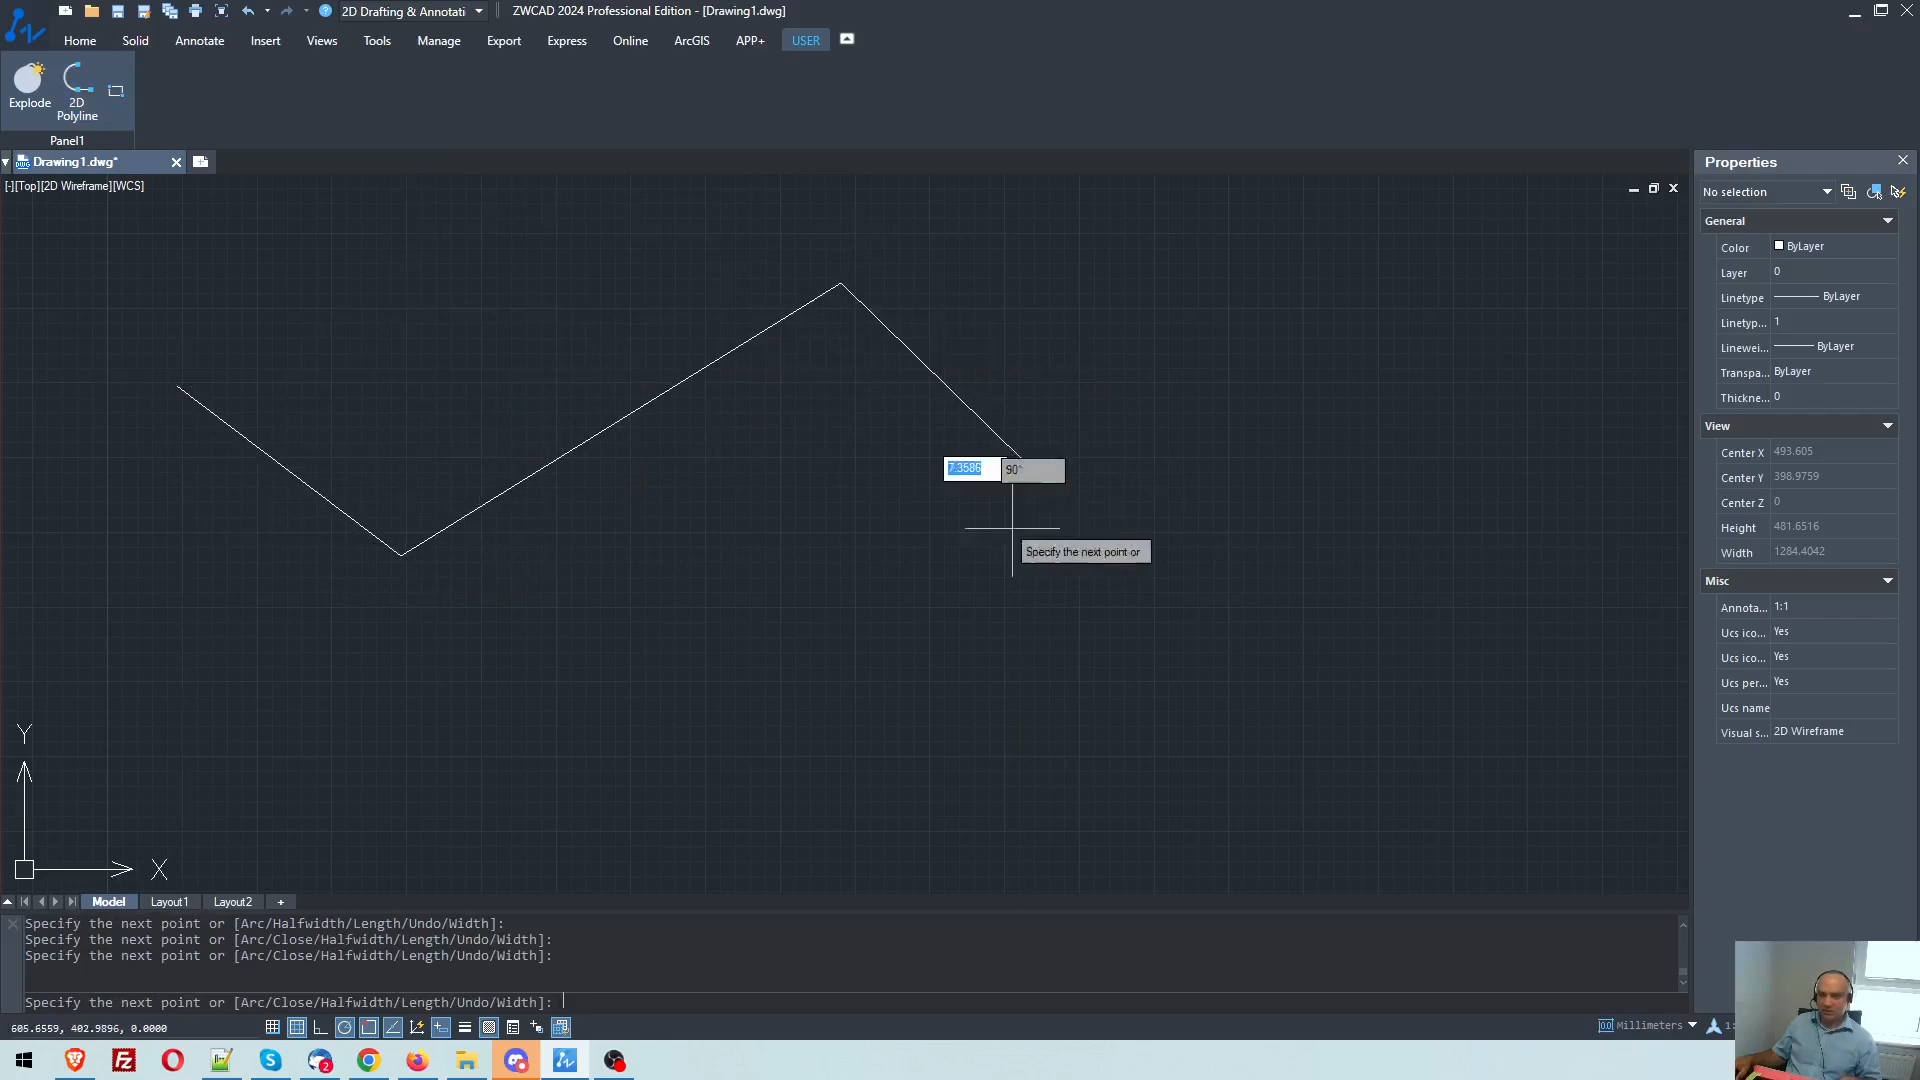 2D Drafting & Annotati
ZWCAD 2024 Professional Edition - [Drawing1.dwg]
Home Solid Annotate Insert Views Tools Manage Export Express Online ArcGIS APP+ USER
Explode
2D Polyline
Panel1
Drawing1.dwg*
[-][Top][2D Wireframe][WCS]
7.3586 90°
Specify the next point or
Y
X
Properties
No selection
General
Color ByLayer
Layer 0
Linetype ByLayer
Linetyp... 1
Linewei... ByLayer
Transpa... ByLayer
Thickne... 0
View
Center X 493.605
Center Y 398.9759
Center Z 0
Height 481.6516
Width 1284.4042
Misc
Annota... 1:1
Ucs ico... Yes
Ucs ico... Yes
Ucs per... Yes
Ucs name
Visual s... 2D Wireframe
Model Layout1 Layout2 +
Specify the next point or [Arc/Halfwidth/Length/Undo/Width]:
Specify the next point or [Arc/Close/Halfwidth/Length/Undo/Width]:
Specify the next point or [Arc/Close/Halfwidth/Length/Undo/Width]:
Specify the next point or [Arc/Close/Halfwidth/Length/Undo/Width]:
605.6559, 402.9896, 0.0000
Millimeters
1:
2